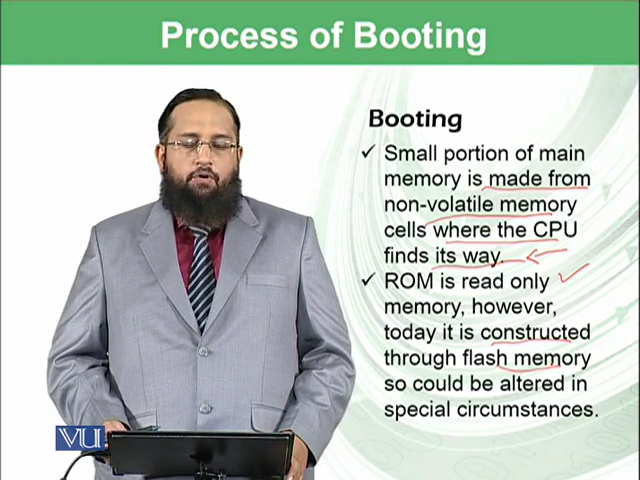 Process of Booting
Booting
✓ Small portion of main
memory is made from
non-volatile memory
cells where the CPU
finds its way.
✓ ROM is read only
memory, however,
today it is constructed
through flash memory
so could be altered in
special circumstances.
VU